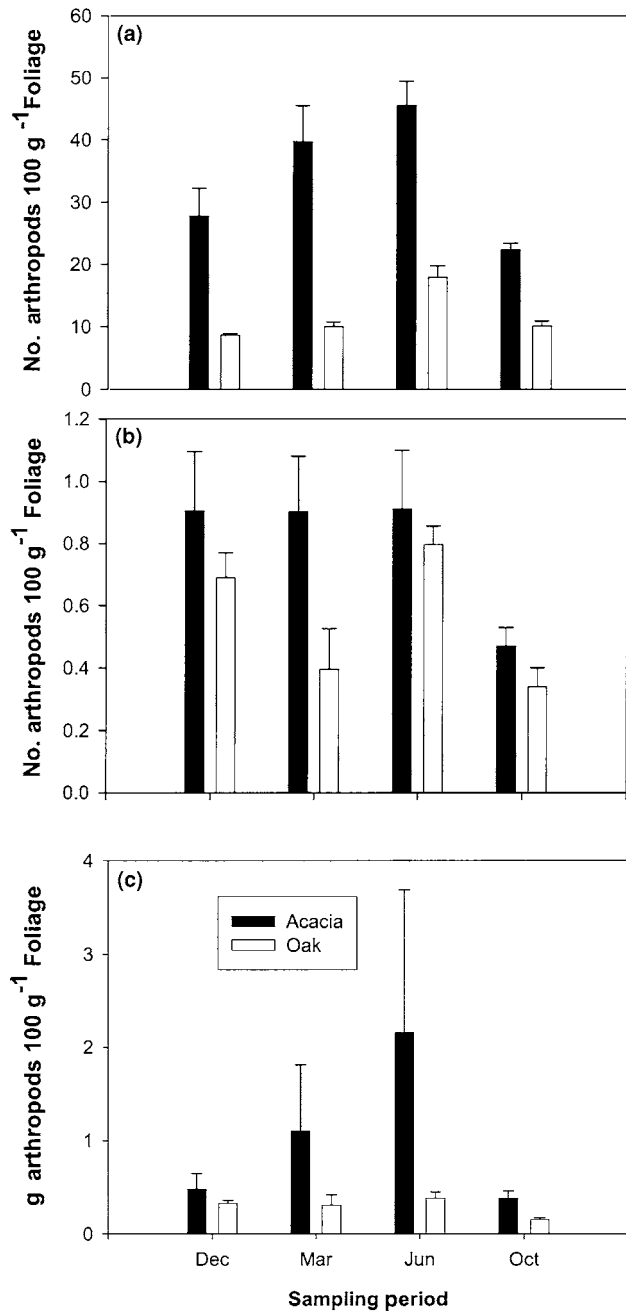 (a)
No. arthropods 100 g⁻¹ Foliage
60
50
40
30
20
10
0
(b)
No. arthropods 100 g⁻¹ Foliage
1.2
1.0
0.8
0.6
0.4
0.2
0.0
(c)
g arthropods 100 g⁻¹ Foliage
4
3
2
1
0
Acacia
Oak
Dec Mar Jun Oct
Sampling period